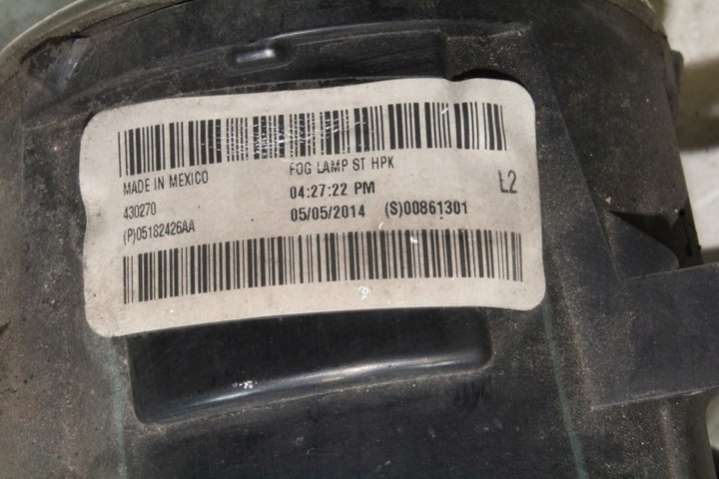 MADE IN MEXICO
FOG LAMP ST HPK
430270
04:27:22 PM
L2
(P)05182426AA
05/05/2014 (S)00861301